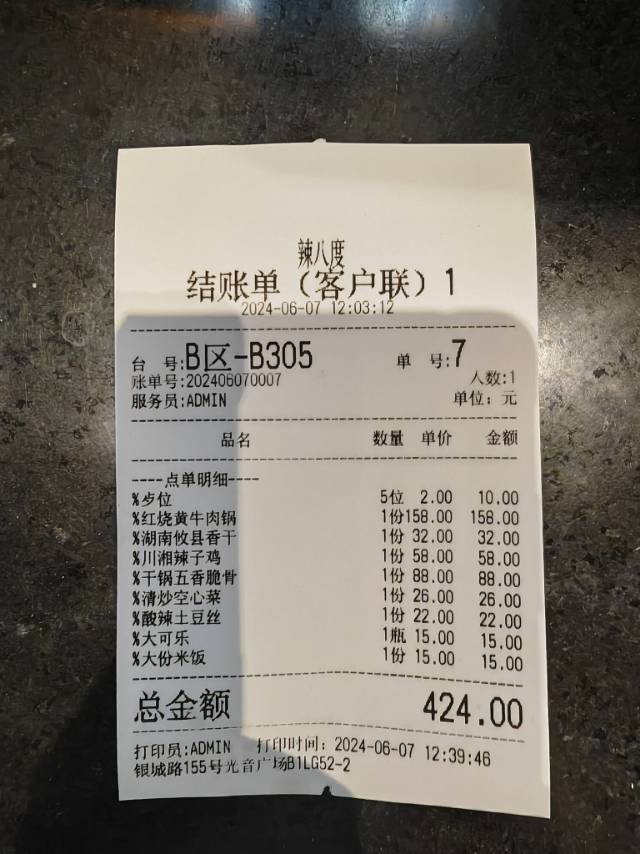 辣八度
结账单（客户联）1
2024-06-07 12:03:12
台 号:B区-B305 单 号:7
账单号:202406070007 人数:1
服务员:ADMIN 单位：元
品名 数量 单价 金额
----点单明细----
%歺位 5位 2.00 10.00
%红烧黄牛肉锅 1份158.00 158.00
%湖南攸县香干 1份 32.00 32.00
%川湘辣子鸡 1份 58.00 58.00
%干锅五香脆骨 1份 88.00 88.00
%清炒空心菜 1份 26.00 26.00
%酸辣土豆丝 1份 22.00 22.00
%大可乐 1瓶 15.00 15.00
%大份米饭 1份 15.00 15.00
总金额 424.00
打印员:ADMIN 打印时间：2024-06-07 12:39:46
银城路155号光音广场B1LG52-2